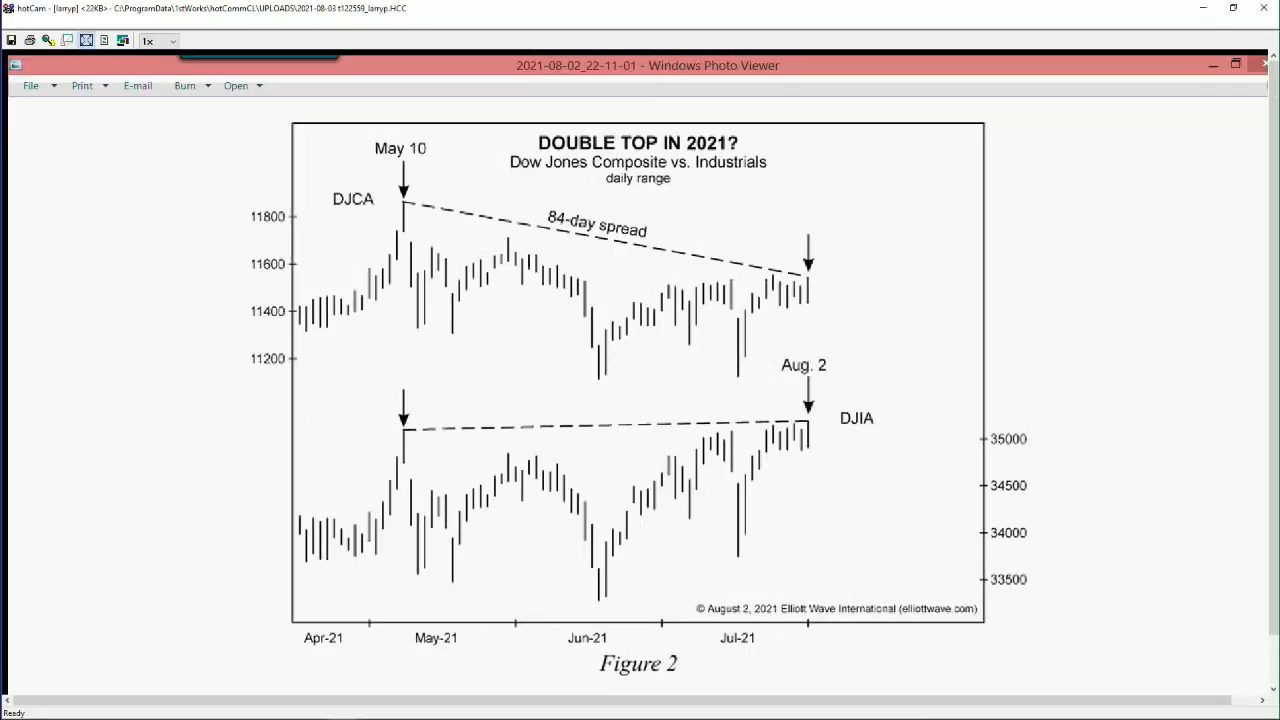 hotCam - [larryp] <22KB> - C:\ProgramData\1stWorks\hotCommCL\UPLOADS\2021-08-03 t122559_larryp.HCC
1x
2021-08-02_22-11-01 - Windows Photo Viewer
File Print E-mail Burn Open
DOUBLE TOP IN 2021?
Dow Jones Composite vs. Industrials
daily range
May 10
DJCA
84-day spread
11800
11600
11400
11200
Aug. 2
DJIA
35000
34500
34000
33500
© August 2, 2021 Elliott Wave International (elliottwave.com)
Apr-21 May-21 Jun-21 Jul-21
Figure 2
Ready